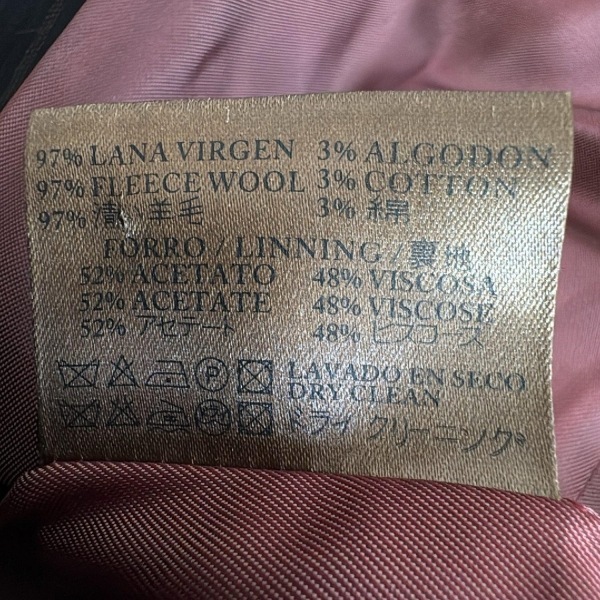 97% LANA VIRGEN 3% ALGODON
97% FLEECE WOOL 3% COTTON
97% 羊毛 3% 綿
FORRO / LINNING / 裏地
52% ACETATO 48% VISCOSA
52% ACETATE 48% VISCOSE
52% アセテート 48% ビスコース
P LAVADO EN SECO
DRY CLEAN
P ドライクリーニング